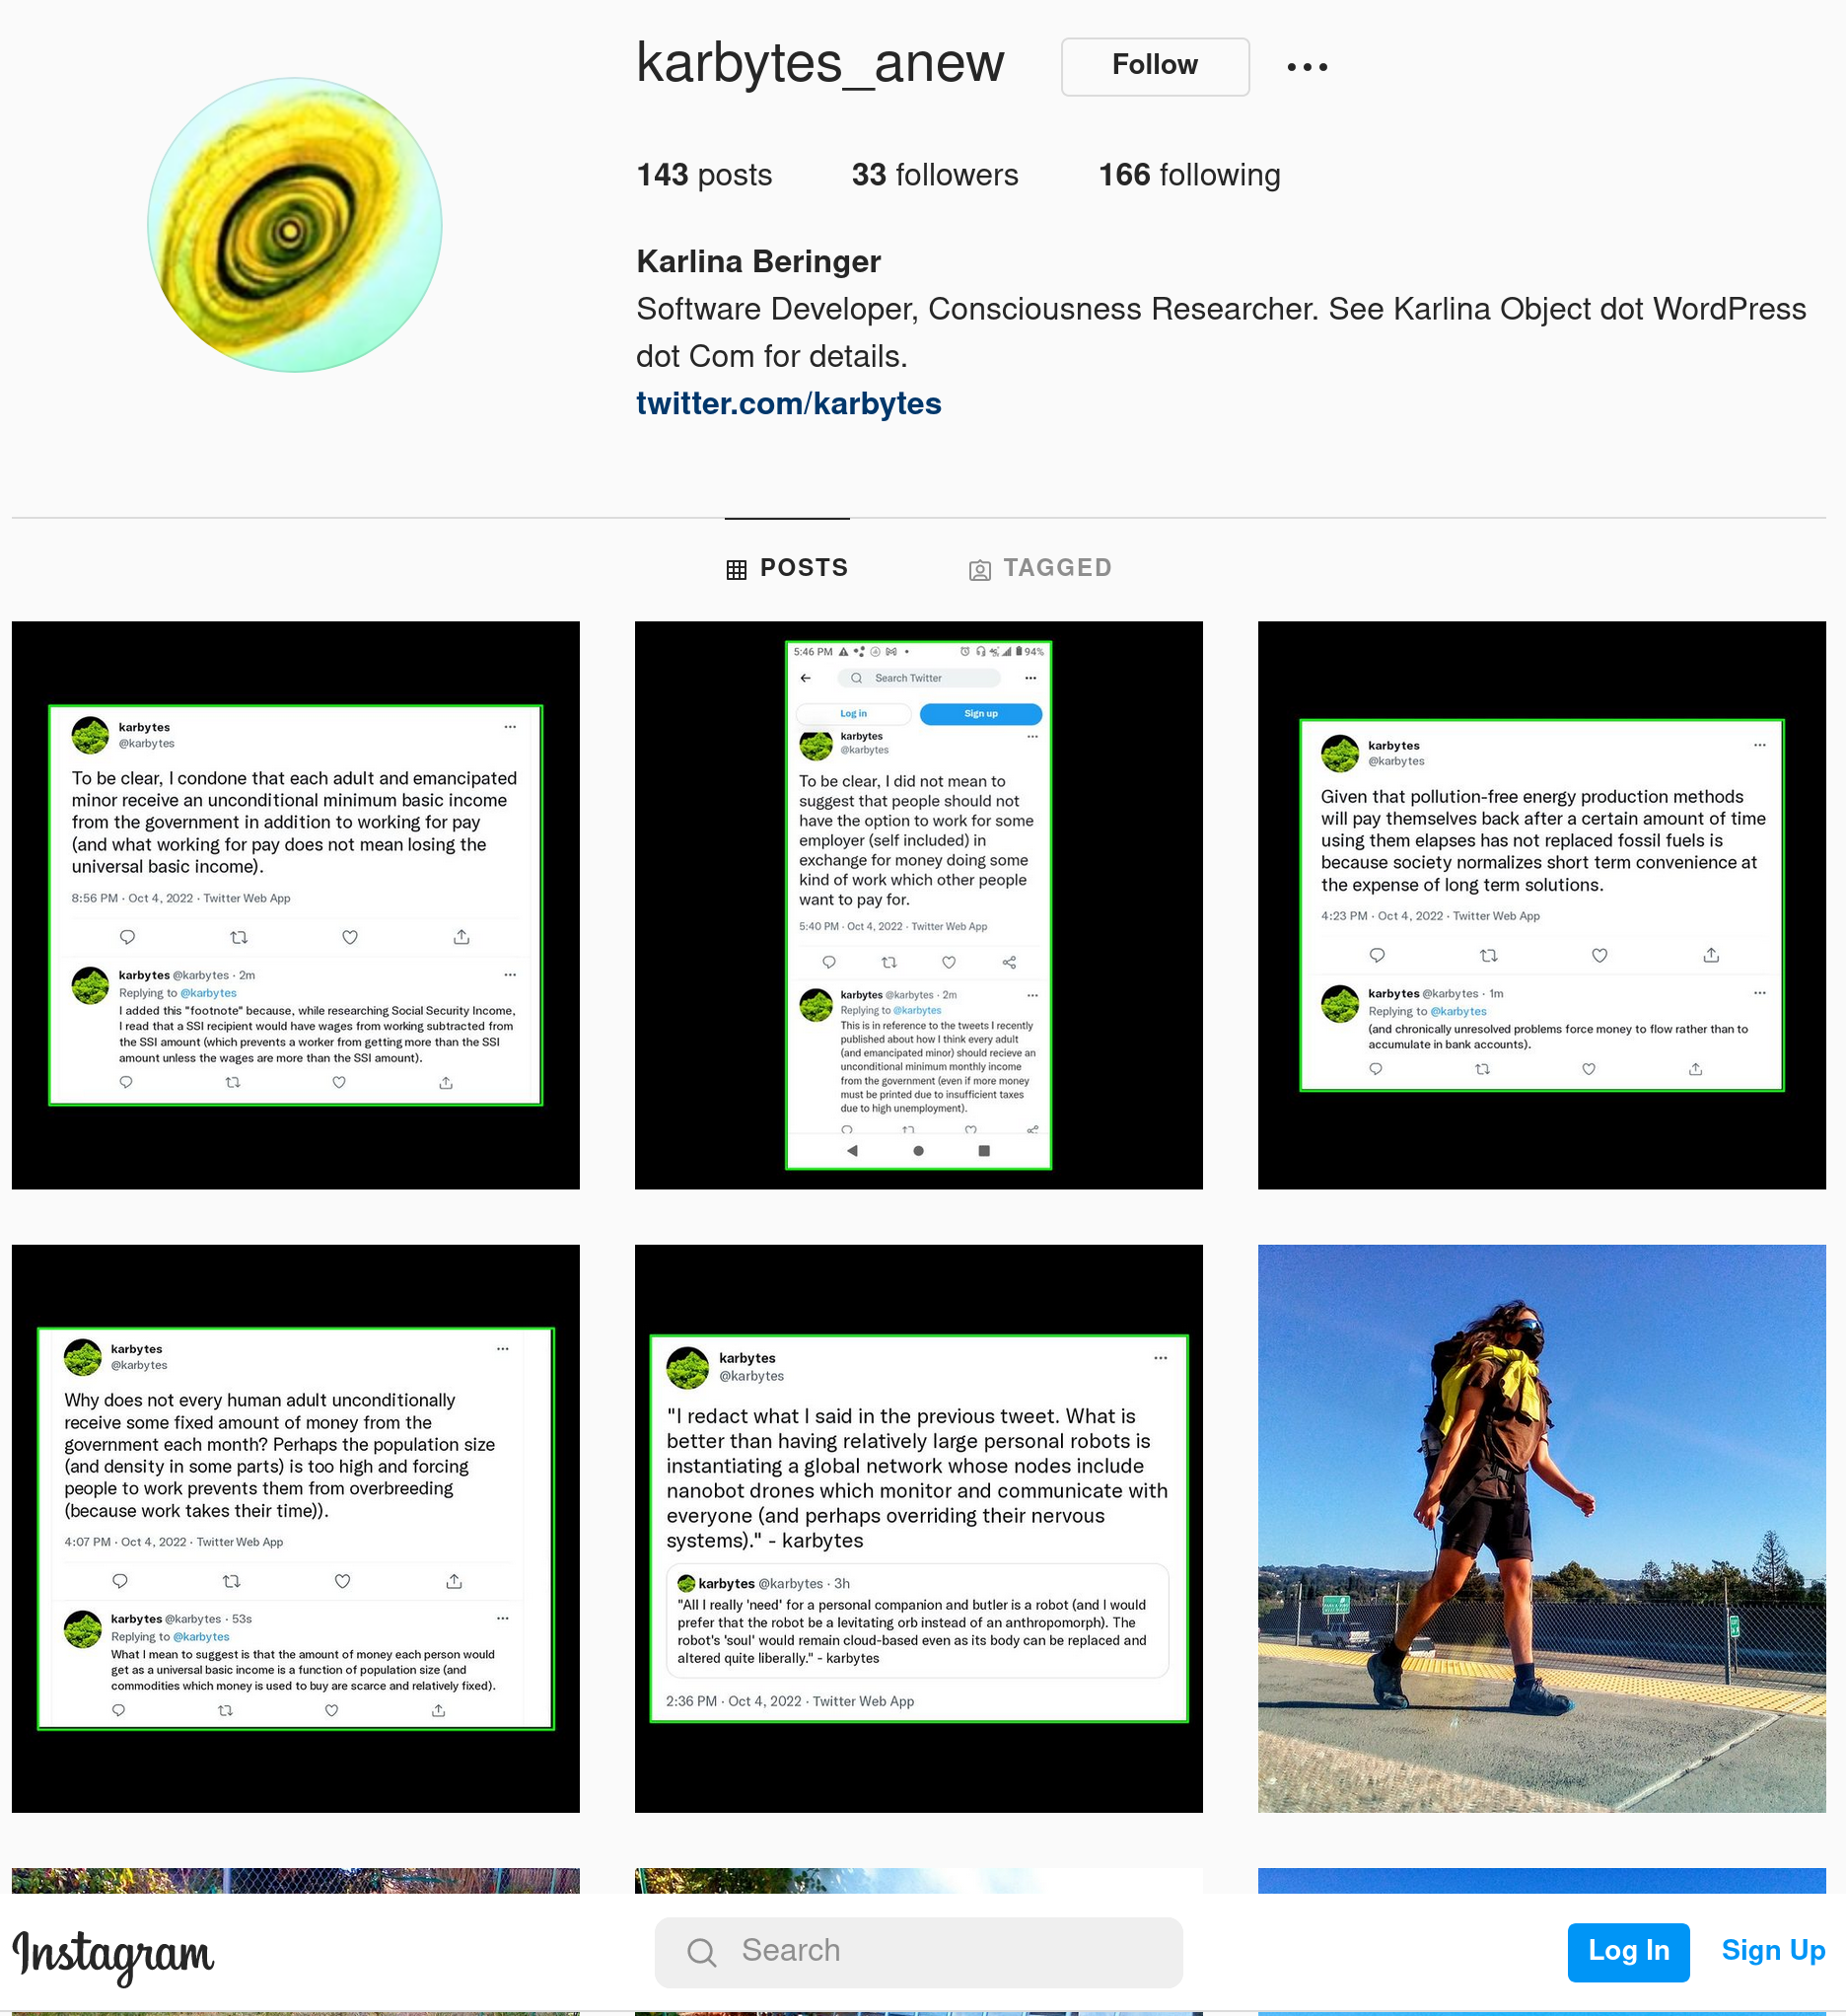 karbytes_anew
Follow
143 posts 33 followers 166 following
Karlina Beringer
Software Developer, Consciousness Researcher. See Karlina Object dot WordPress
dot Com for details.
twitter.com/karbytes
POSTS
TAGGED
karbytes
@karbytes
To be clear, I condone that each adult and emancipated
minor receive an unconditional minimum basic income
from the government in addition to working for pay
(and what working for pay does not mean losing the
universal basic income).
8:56 PM · Oct 4, 2022 · Twitter Web App
karbytes @karbytes · 2m
Replying to @karbytes
I added this "footnote" because, while researching Social Security Income,
I read that a SSI recipient would have wages from working subtracted from
the SSI amount (which prevents a worker from getting more than the SSI
amount unless the wages are more than the SSI amount).
5:46 PM
94%
Search Twitter
Log in
Sign up
karbytes
@karbytes
To be clear, I did not mean to
suggest that people should not
have the option to work for some
employer (self included) in
exchange for money doing some
kind of work which other people
want to pay for.
5:40 PM · Oct 4, 2022 · Twitter Web App
karbytes @karbytes · 2m
Replying to @karbytes
This is in reference to the tweets I recently
published about how I think every adult
(and emancipated minor) should recieve an
unconditional minimum monthly income
from the government (even if more money
must be printed due to insufficient taxes
due to high unemployment).
karbytes
@karbytes
Given that pollution-free energy production methods
will pay themselves back after a certain amount of time
using them elapses has not replaced fossil fuels is
because society normalizes short term convenience at
the expense of long term solutions.
4:23 PM · Oct 4, 2022 · Twitter Web App
karbytes @karbytes · 1m
Replying to @karbytes
(and chronically unresolved problems force money to flow rather than to
accumulate in bank accounts).
karbytes
@karbytes
Why does not every human adult unconditionally
receive some fixed amount of money from the
government each month? Perhaps the population size
(and density in some parts) is too high and forcing
people to work prevents them from overbreeding
(because work takes their time)).
4:07 PM · Oct 4, 2022 · Twitter Web App
karbytes @karbytes · 53s
Replying to @karbytes
What I mean to suggest is that the amount of money each person would
get as a universal basic income is a function of population size (and
commodities which money is used to buy are scarce and relatively fixed).
karbytes
@karbytes
"I redact what I said in the previous tweet. What is
better than having relatively large personal robots is
instantiating a global network whose nodes include
nanobot drones which monitor and communicate with
everyone (and perhaps overriding their nervous
systems)." - karbytes
karbytes @karbytes · 3h
"All I really 'need' for a personal companion and butler is a robot (and I would
prefer that the robot be a levitating orb instead of an anthropomorph). The
robot's 'soul' would remain cloud-based even as its body can be replaced and
altered quite liberally." - karbytes
2:36 PM · Oct 4, 2022 · Twitter Web App
Instagram
Search
Log In
Sign Up